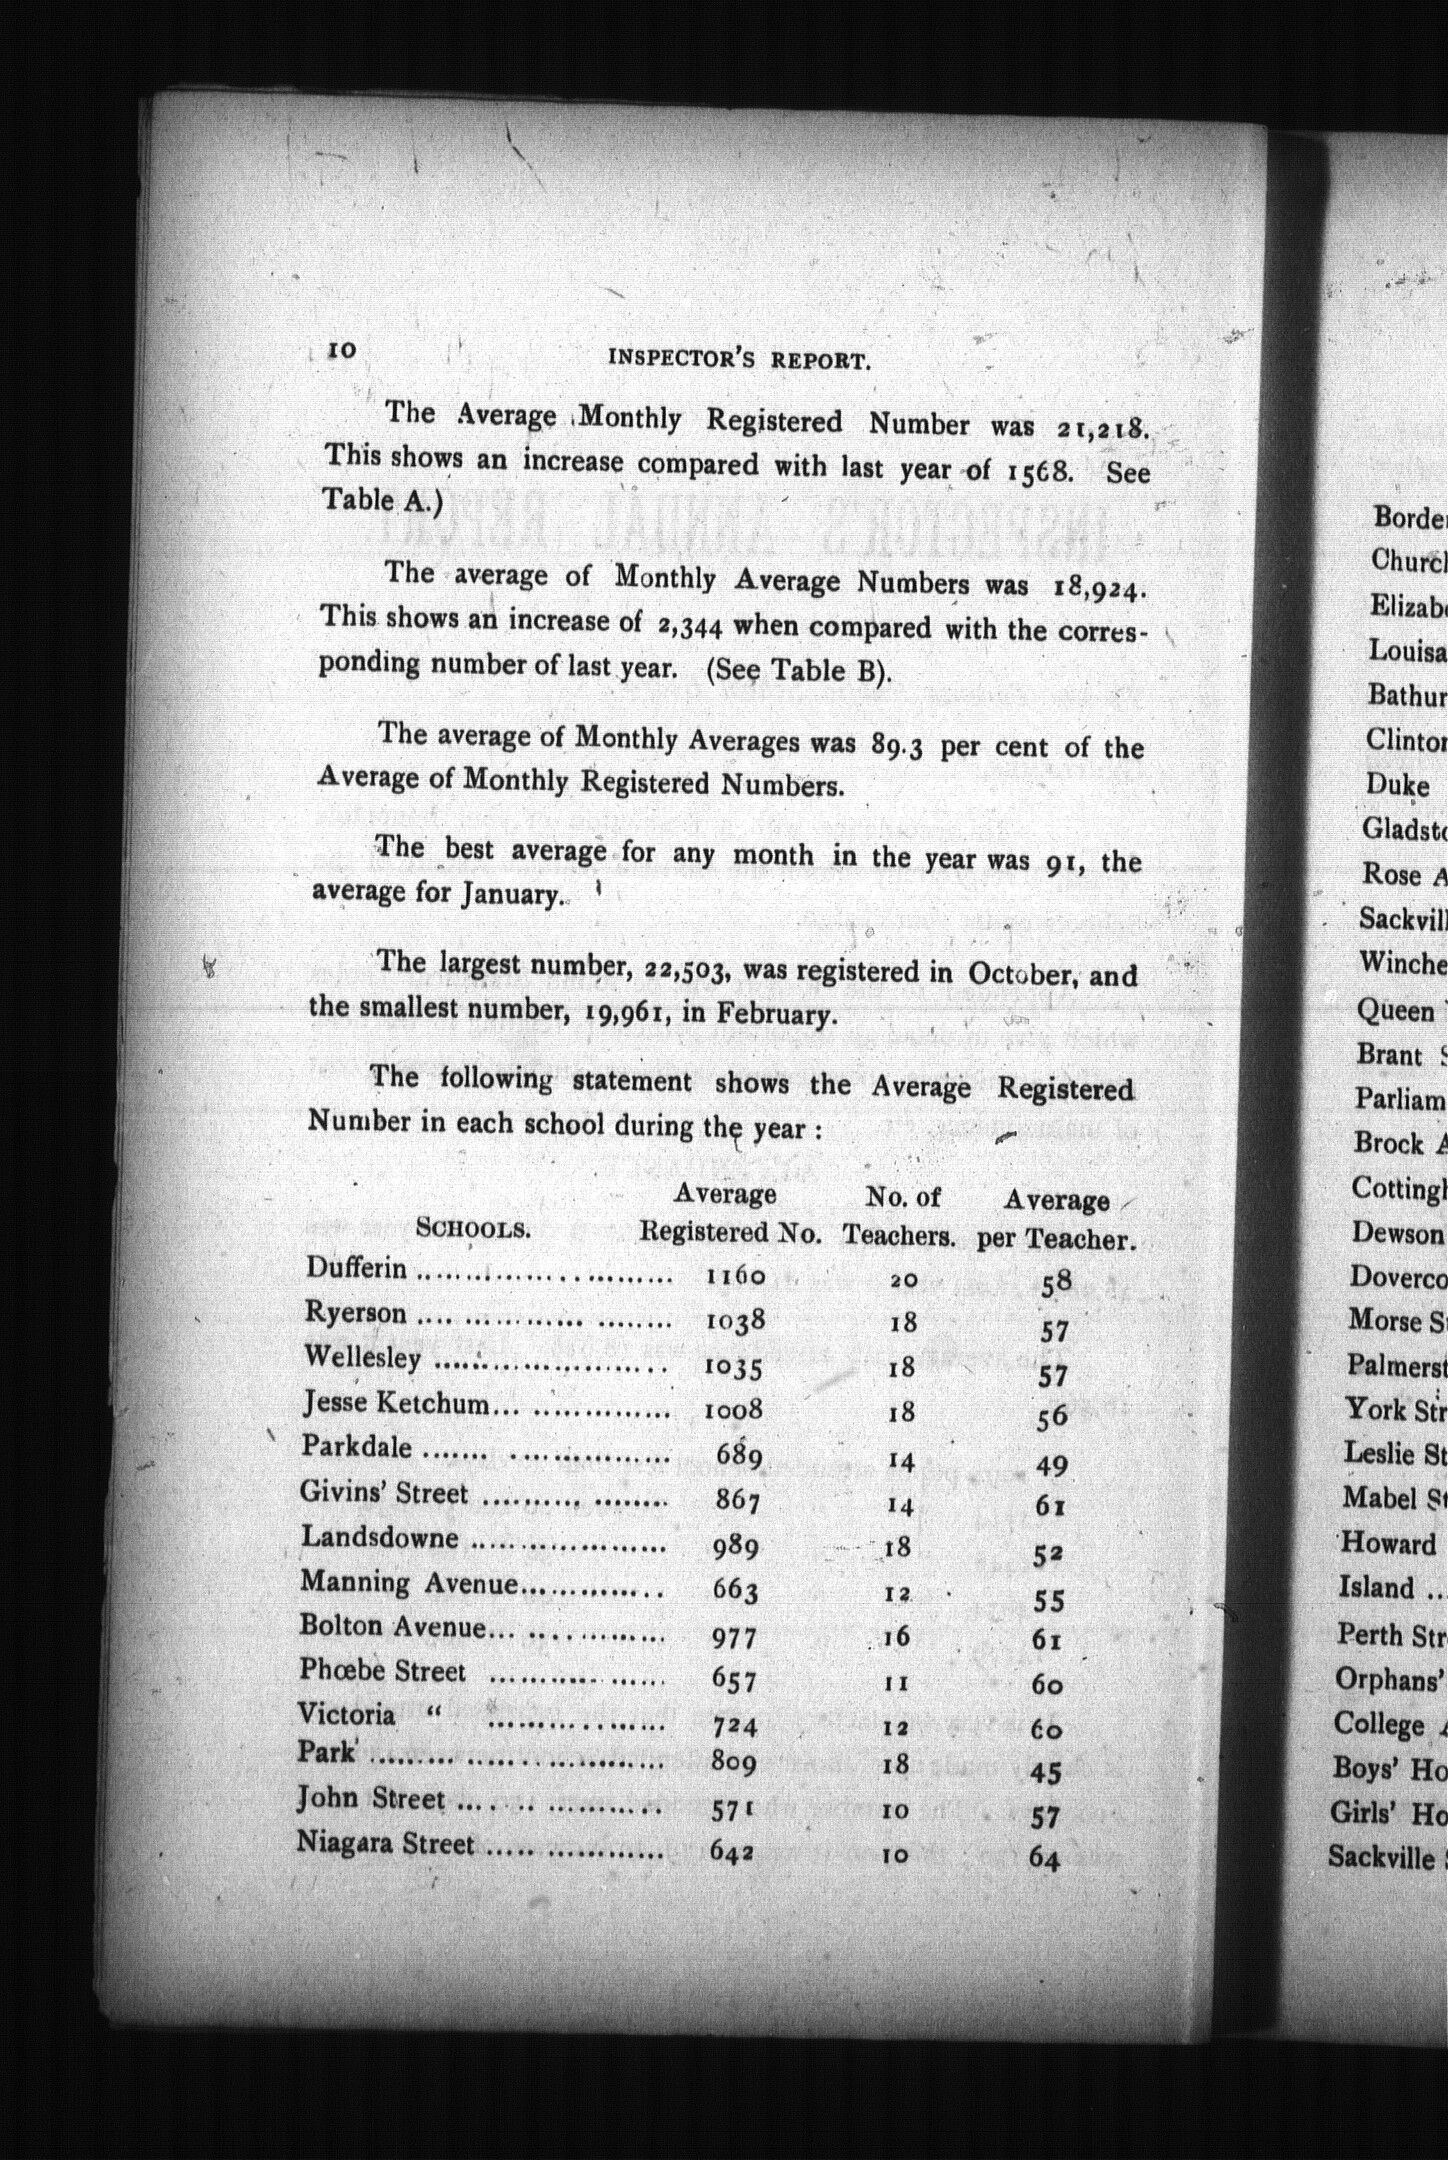 10 INSPECTOR'S REPORT.
The Average Monthly Registered Number was 21,218.
This shows an increase compared with last year of 1568. See
Table A.)
The average of Monthly Average Numbers was 18,924.
This shows an increase of 2,344 when compared with the corres-
ponding number of last year. (See Table B).
The average of Monthly Averages was 89.3 per cent of the
Average of Monthly Registered Numbers.
The best average for any month in the year was 91, the
average for January.
The largest number, 22,503, was registered in October, and
the smallest number, 19,961, in February.
The following statement shows the Average Registered
Number in each school during the year :
Average No. of Average
SCHOOLS. Registered No. Teachers. per Teacher.
Dufferin ........................... 1160 20 58
Ryerson ........................... 1038 18 57
Wellesley ........................ 1035 18 57
Jesse Ketchum.................. 1008 18 56
Parkdale ........................... 689 14 49
Givins' Street ................... 867 14 61
Landsdowne ..................... 989 18 52
Manning Avenue............... 663 12 55
Bolton Avenue................... 977 16 61
Phœbe Street ................... 657 11 60
Victoria “ ................... 724 12 60
Park ................................. 809 18 45
John Street ...................... 571 10 57
Niagara Street ................... 642 10 64
Borde
Church
Elizab
Louisa
Bathur
Clinton
Duke
Gladsto
Rose A
Sackvill
Winche
Queen
Brant S
Parliam
Brock A
Cottingh
Dewson
Doverco
Morse St
Palmerst
York Str
Leslie St
Mabel St
Howard
Island ...
Perth Str
Orphans'
College A
Boys' Ho
Girls' Ho
Sackville S